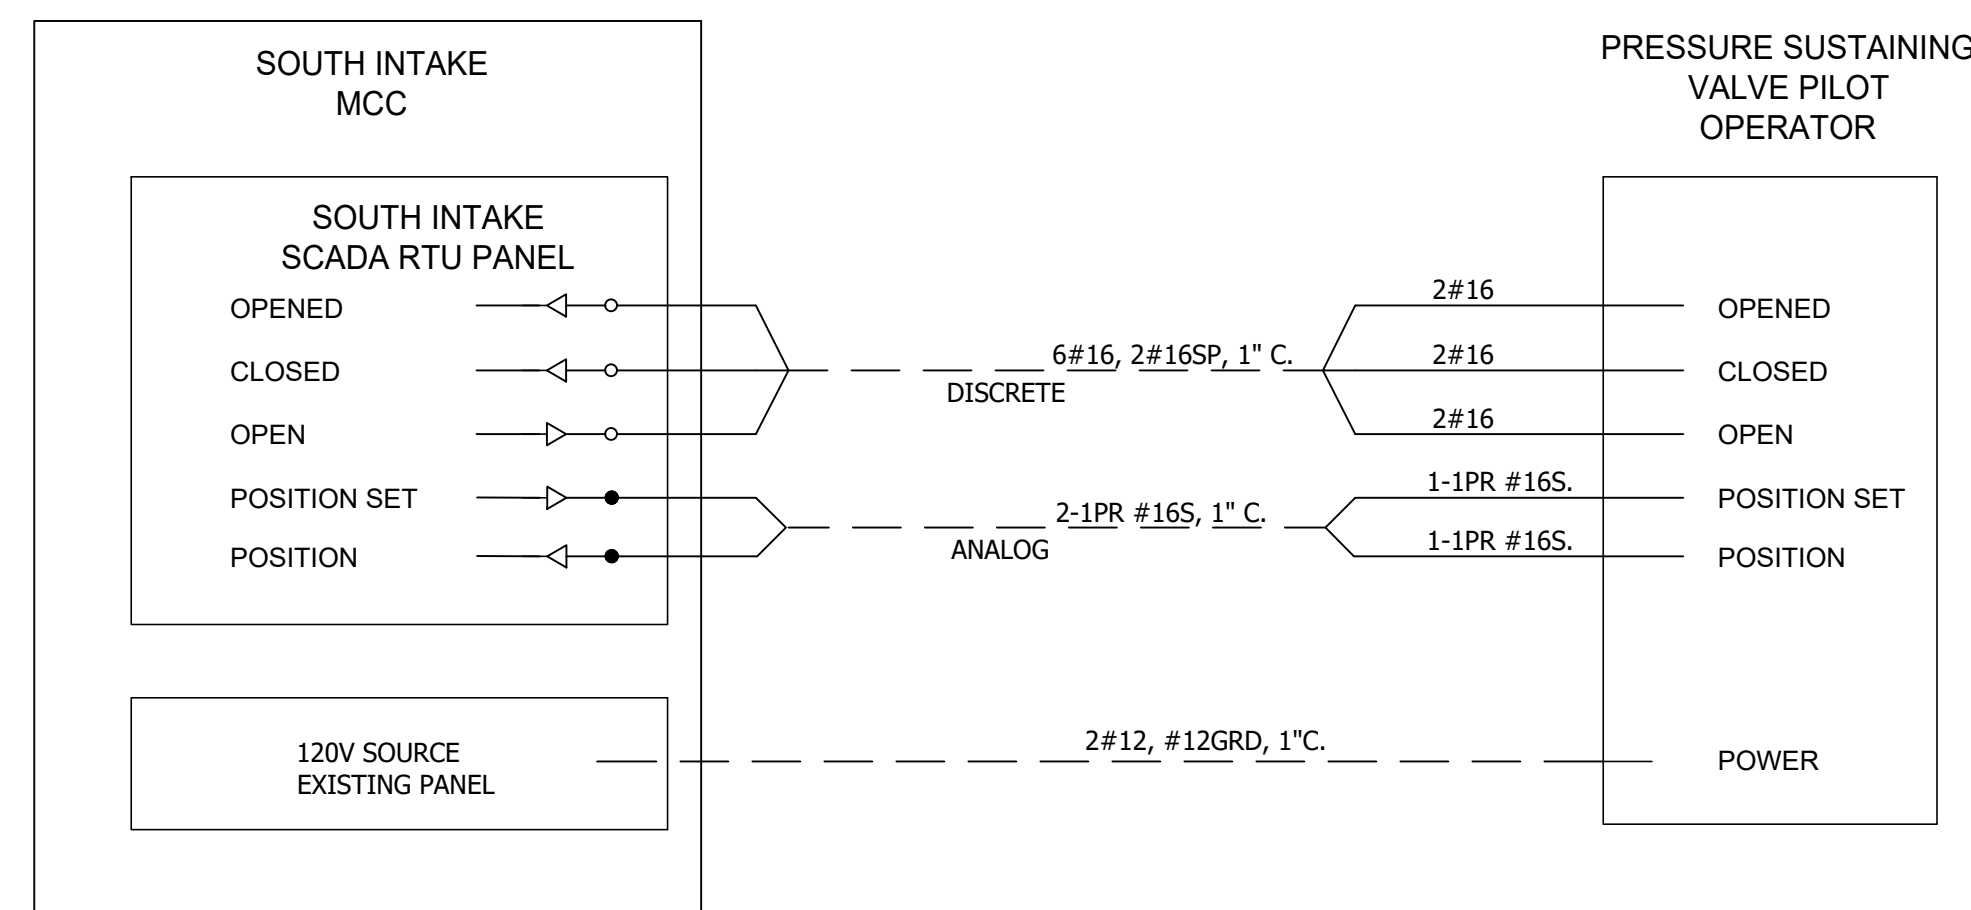 SOUTH INTAKE
MCC
PRESSURE SUSTAINING
VALVE PILOT
OPERATOR
SOUTH INTAKE
SCADA RTU PANEL
OPENED
2#16
OPENED
CLOSED
6#16, 2#16SP, 1" C.
DISCRETE
2#16
CLOSED
OPEN
2#16
OPEN
POSITION SET
2-1PR #16S, 1" C.
ANALOG
1-1PR #16S.
POSITION SET
POSITION
1-1PR #16S.
POSITION
120V SOURCE
EXISTING PANEL
2#12, #12GRD, 1"C.
POWER